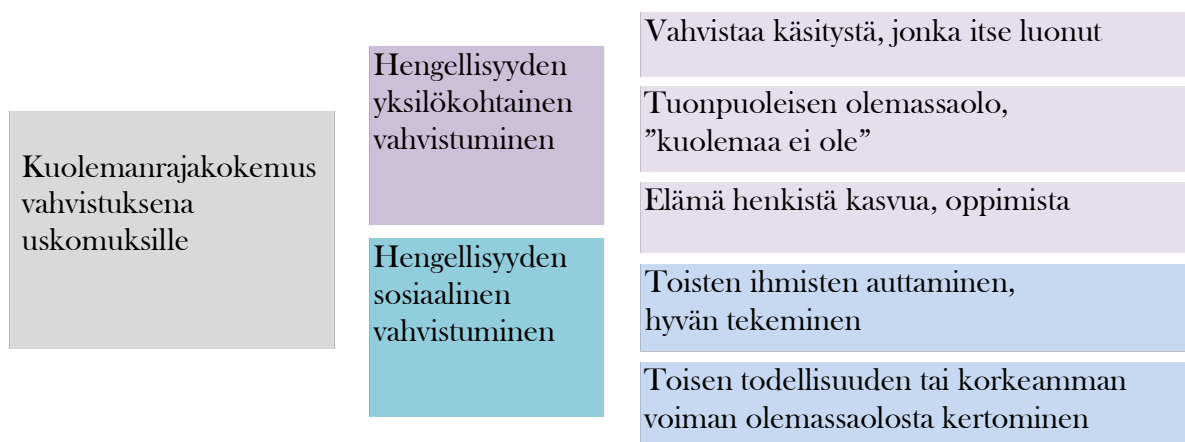 Kuolemanrajakokemus
vahvistuksena
uskomuksille
Hengellisyyden
yksilökohtainen
vahvistuminen
Hengellisyyden
sosiaalinen
vahvistuminen
Vahvistaa käsitystä, jonka itse luonut
Tuonpuoleisen olemassaolo,
”kuolemaa ei ole”
Elämä henkistä kasvua, oppimista
Toisten ihmisten auttaminen,
hyvän tekeminen
Toisen todellisuuden tai korkeamman
voiman olemassaolosta kertominen